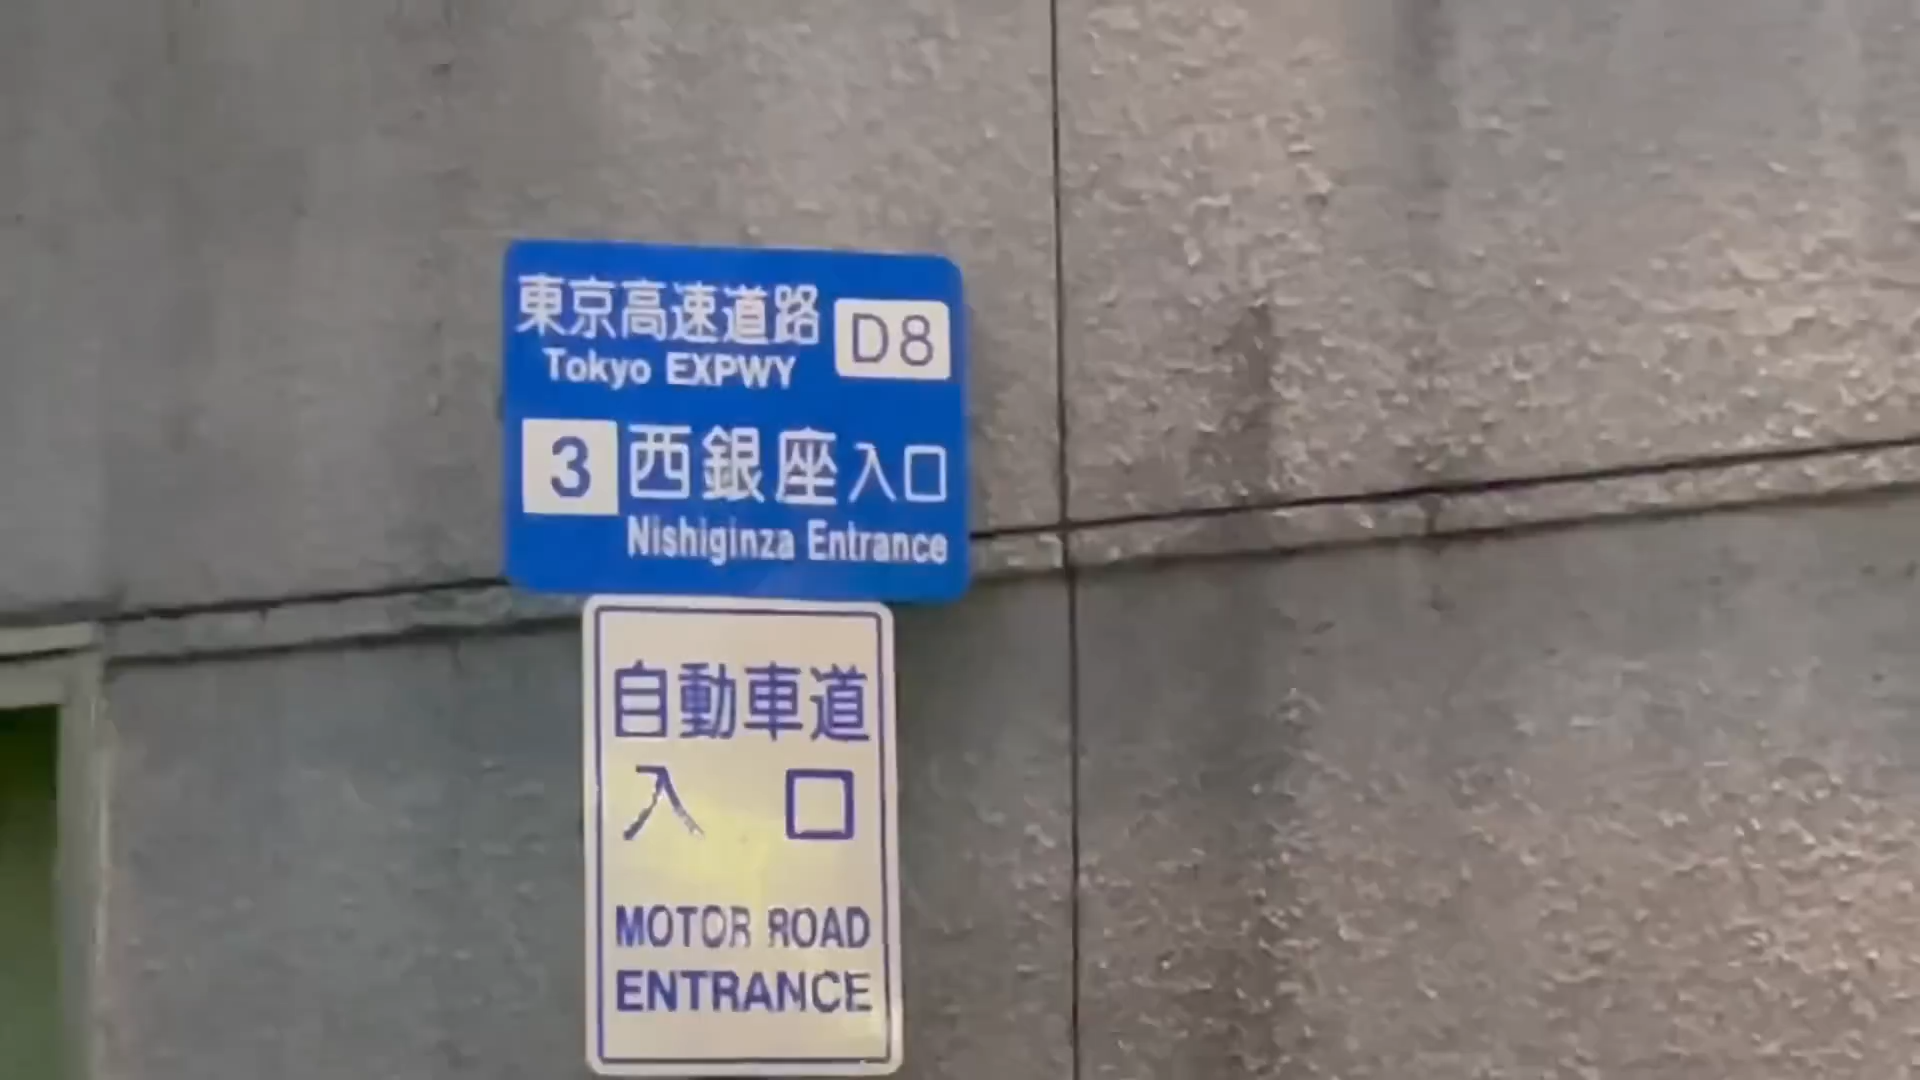 東京高速道路 D8
Tokyo EXPWY
3 西銀座入口
Nishiginza Entrance
自動車道
入口
MOTOR ROAD
ENTRANCE